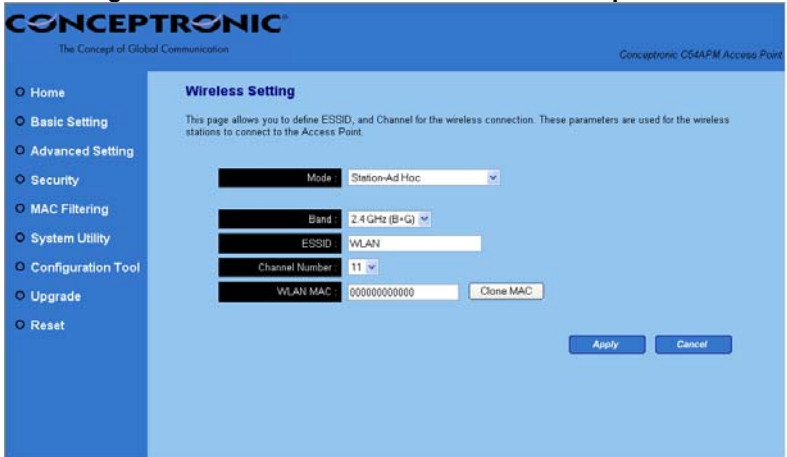 CONCEPTRONIC
The Concept of Global Communication
Conceptronic C54APM Access Point
Home
Basic Setting
Advanced Setting
Security
MAC Filtering
System Utility
Configuration Tool
Upgrade
Reset
Wireless Setting
This page allows you to define ESSID, and Channel for the wireless connection. These parameters are used for the wireless
stations to connect to the Access Point.
Mode : Station-Ad Hoc
Band : 2.4 GHz (B+G)
ESSID : WLAN
Channel Number : 11
WLAN MAC : 000000000000 Clone MAC
Apply Cancel